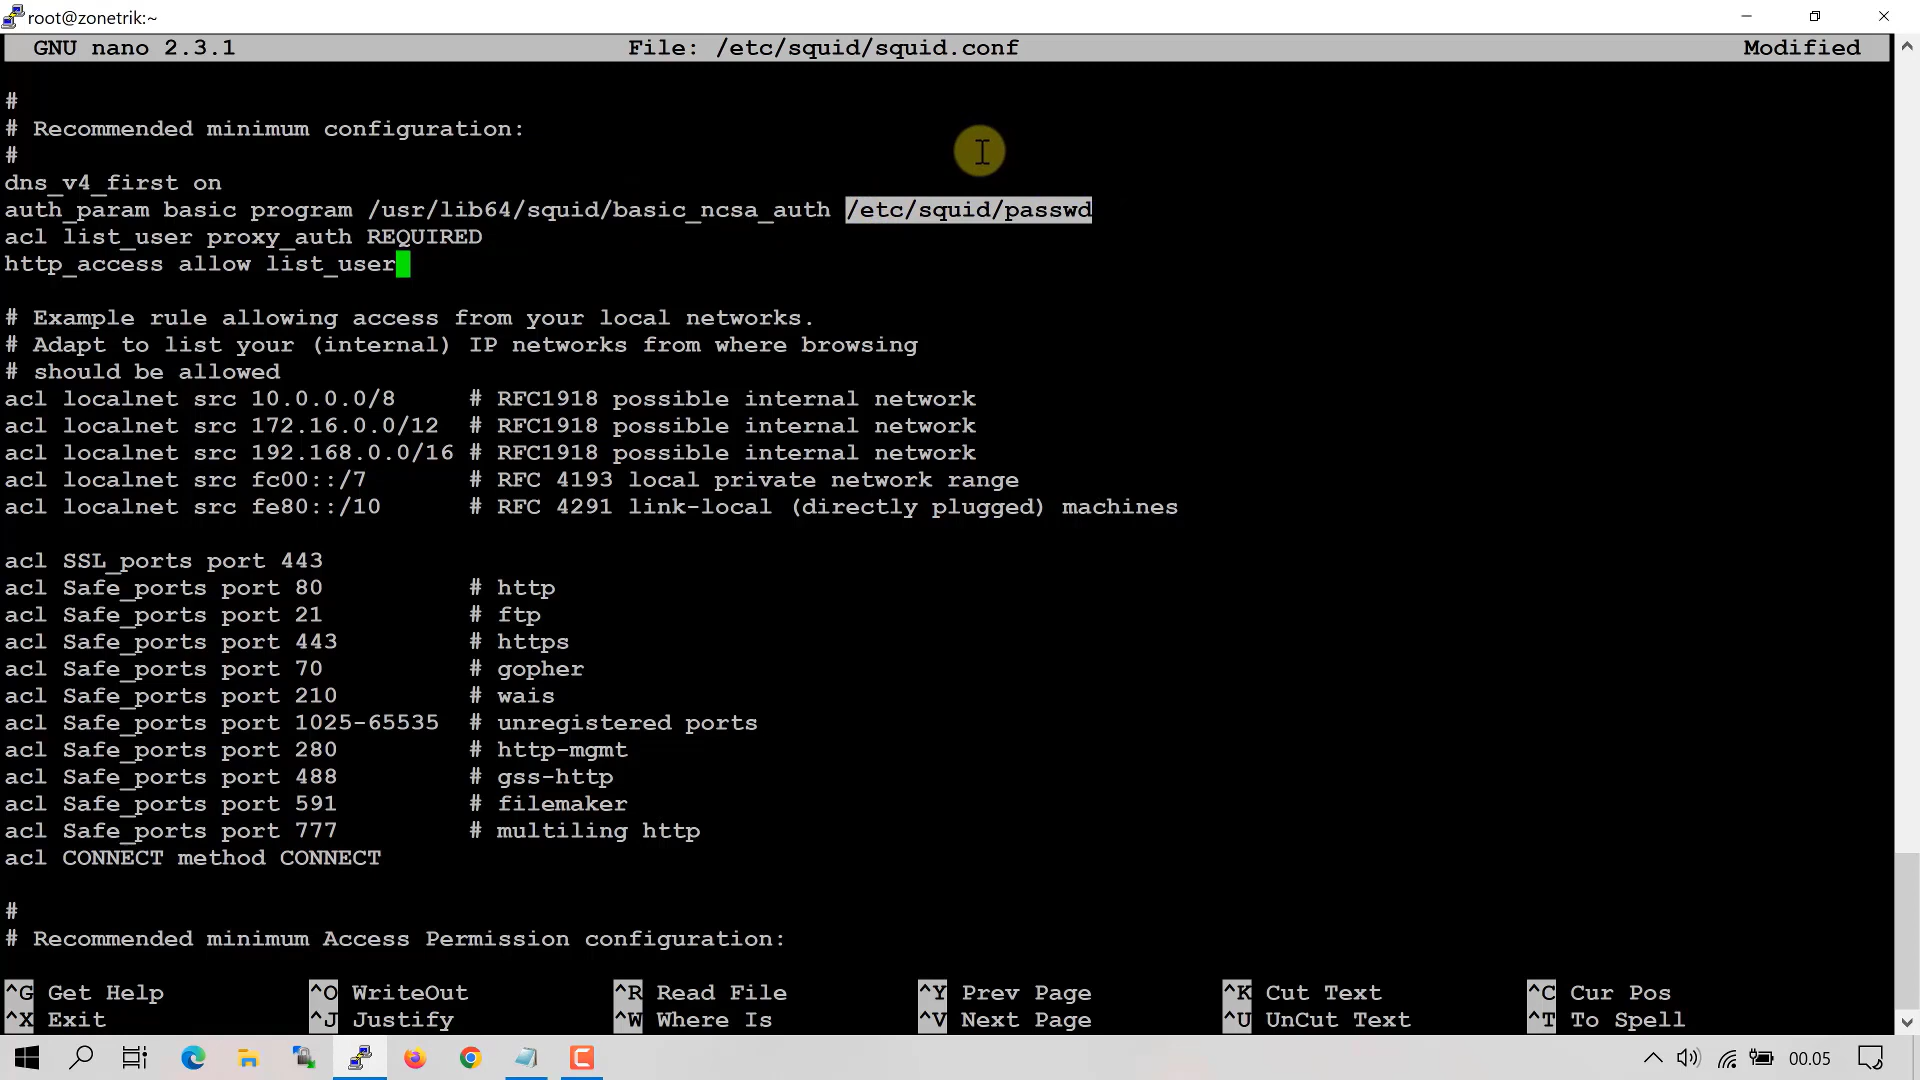 root@zonetrik:~
GNU nano 2.3.1 File: /etc/squid/squid.conf Modified
#
# Recommended minimum configuration:
#
dns_v4_first on
auth_param basic program /usr/lib64/squid/basic_ncsa_auth /etc/squid/passwd
acl list_user proxy_auth REQUIRED
http_access allow list_user
# Example rule allowing access from your local networks.
# Adapt to list your (internal) IP networks from where browsing
# should be allowed
acl localnet src 10.0.0.0/8 # RFC1918 possible internal network
acl localnet src 172.16.0.0/12 # RFC1918 possible internal network
acl localnet src 192.168.0.0/16 # RFC1918 possible internal network
acl localnet src fc00::/7 # RFC 4193 local private network range
acl localnet src fe80::/10 # RFC 4291 link-local (directly plugged) machines
acl SSL_ports port 443
acl Safe_ports port 80 # http
acl Safe_ports port 21 # ftp
acl Safe_ports port 443 # https
acl Safe_ports port 70 # gopher
acl Safe_ports port 210 # wais
acl Safe_ports port 1025-65535 # unregistered ports
acl Safe_ports port 280 # http-mgmt
acl Safe_ports port 488 # gss-http
acl Safe_ports port 591 # filemaker
acl Safe_ports port 777 # multiling http
acl CONNECT method CONNECT
#
# Recommended minimum Access Permission configuration:
^G Get Help ^O WriteOut ^R Read File ^Y Prev Page ^K Cut Text ^C Cur Pos
^X Exit ^J Justify ^W Where Is ^V Next Page ^U UnCut Text ^T To Spell
00.05